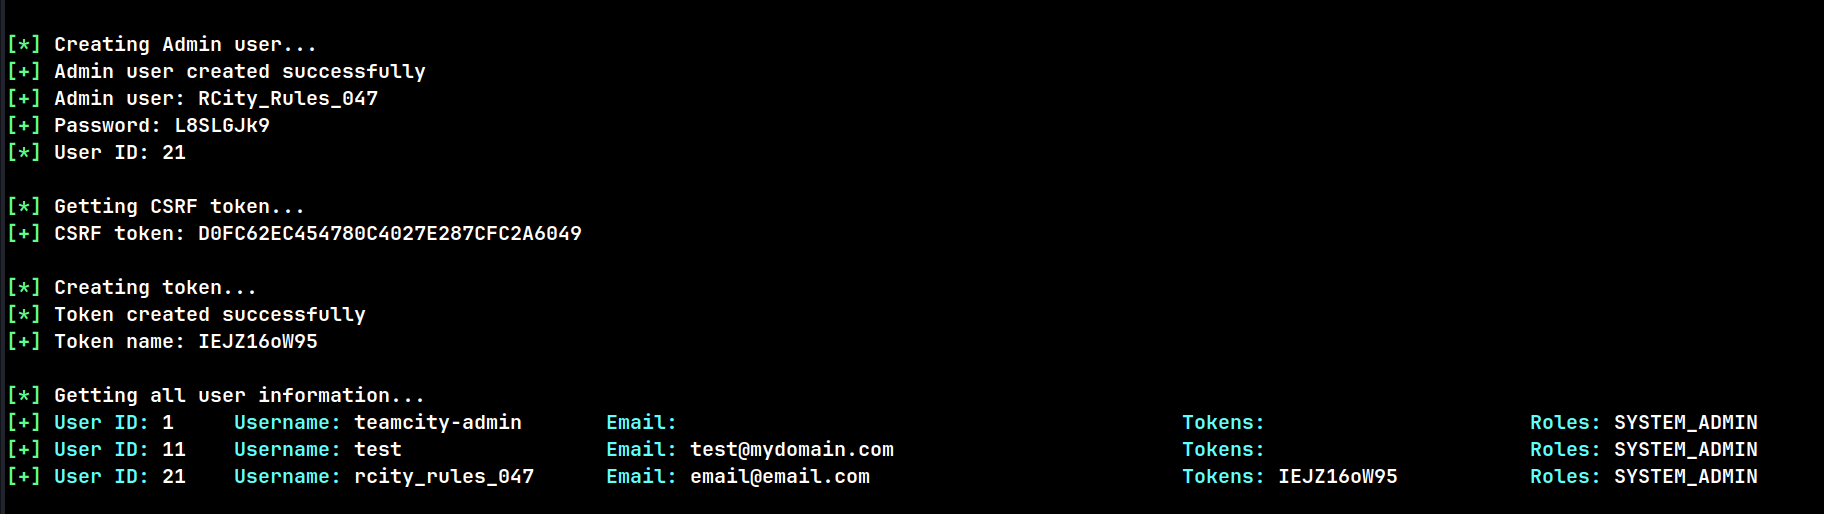 [*] Creating Admin user...
[+] Admin user created successfully
[+] Admin user: RCity_Rules_047
[+] Password: L8SLGJk9
[*] User ID: 21
[*] Getting CSRF token...
[+] CSRF token: D0FC62EC454780C4027E287CFC2A6049
[*] Creating token...
[*] Token created successfully
[+] Token name: IEJZ16oW95
[*] Getting all user information...
[+] User ID: 1 Username: teamcity-admin Email: Tokens: Roles: SYSTEM_ADMIN
[+] User ID: 11 Username: test Email: test@mydomain.com Tokens: Roles: SYSTEM_ADMIN
[+] User ID: 21 Username: rcity_rules_047 Email: email@email.com Tokens: IEJZ16oW95 Roles: SYSTEM_ADMIN